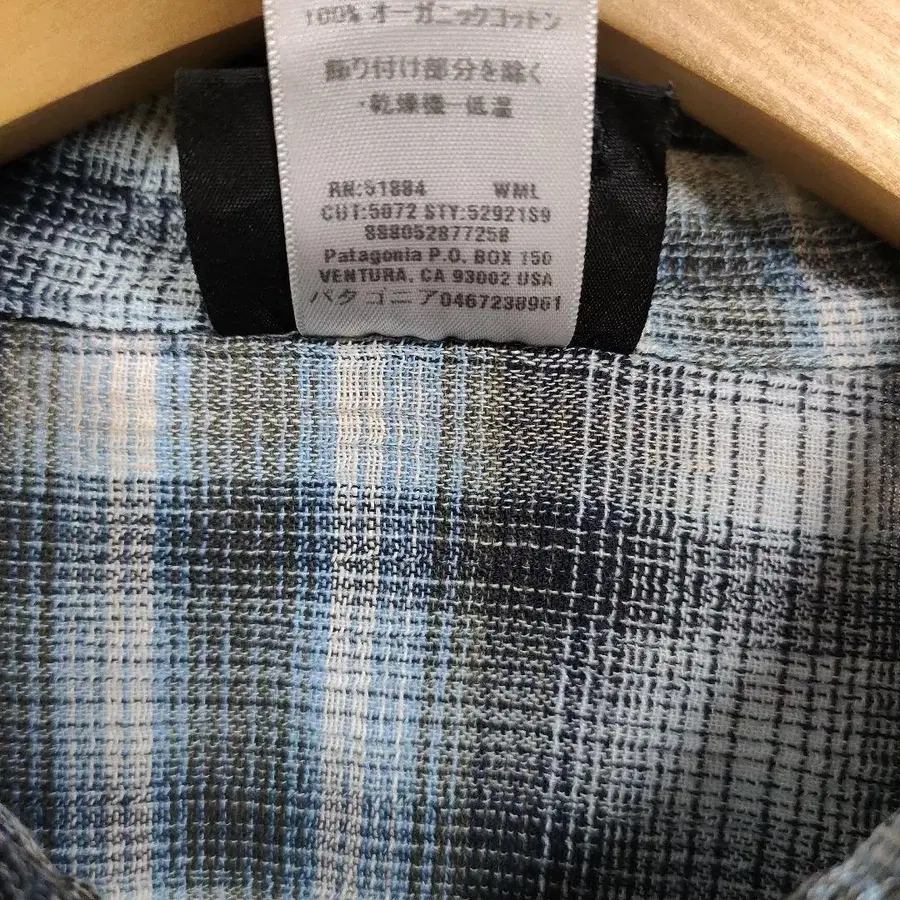 100% オーガニックコットン
飾り付け部分を除く
・乾燥機－低温
RN:51884 WML
CUT:5072 STY:52921S9
888052877258
Patagonia P.O. BOX 150
VENTURA, CA 93002 USA
パタゴニア0467238961